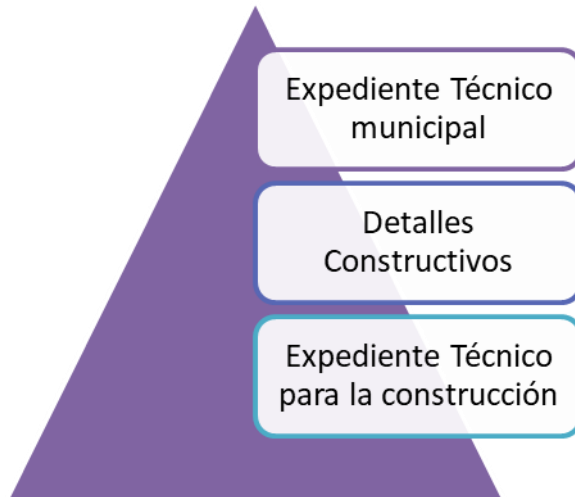 Expediente Técnico
municipal
Detalles
Constructivos
Expediente Técnico
para la construcción